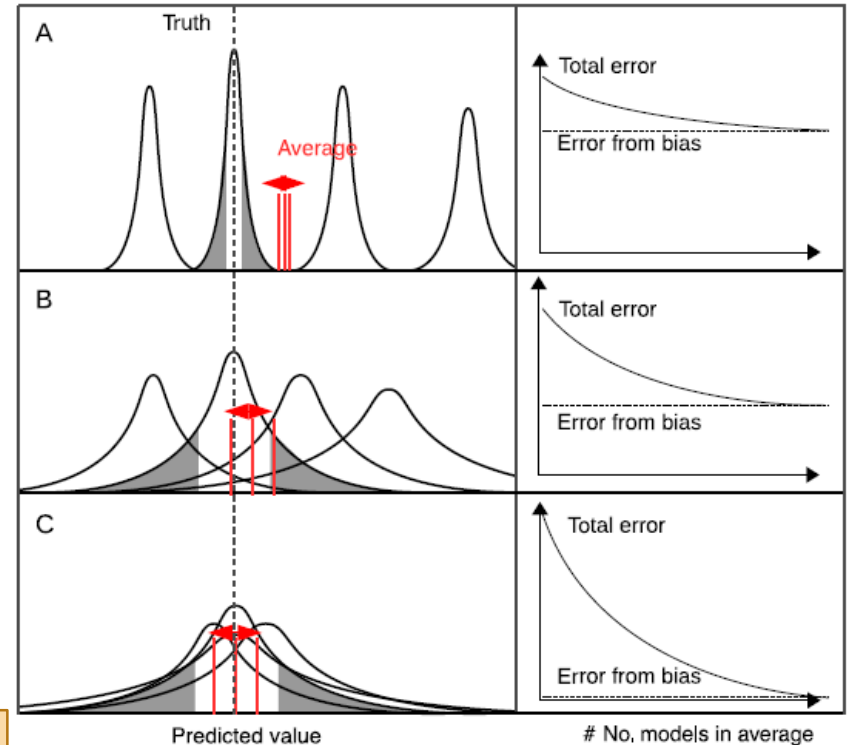 A
Truth
Average
Total error
Error from bias
B
Total error
Error from bias
C
Total error
Error from bias
Predicted value
# No, models in average